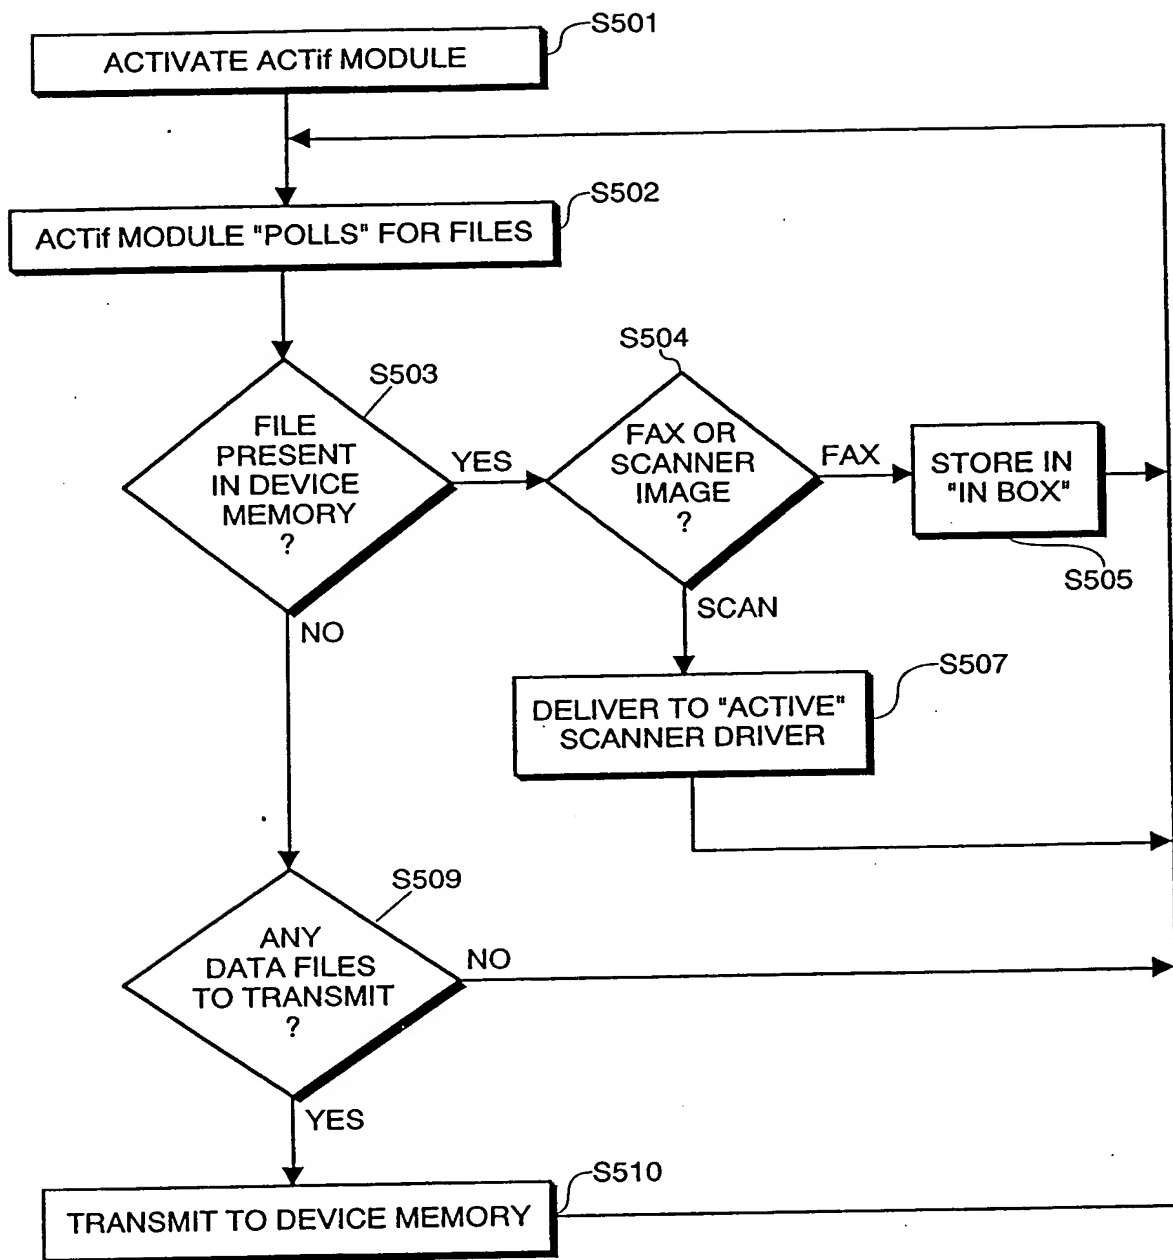 S501
ACTIVATE ACTif MODULE
S502
ACTif MODULE "POLLS" FOR FILES
S503
FILE
PRESENT
IN DEVICE
MEMORY
?
YES
NO
S504
FAX OR
SCANNER
IMAGE
?
FAX
SCAN
STORE IN
"IN BOX"
S505
S507
DELIVER TO "ACTIVE"
SCANNER DRIVER
S509
ANY
DATA FILES
TO TRANSMIT
?
NO
YES
S510
TRANSMIT TO DEVICE MEMORY